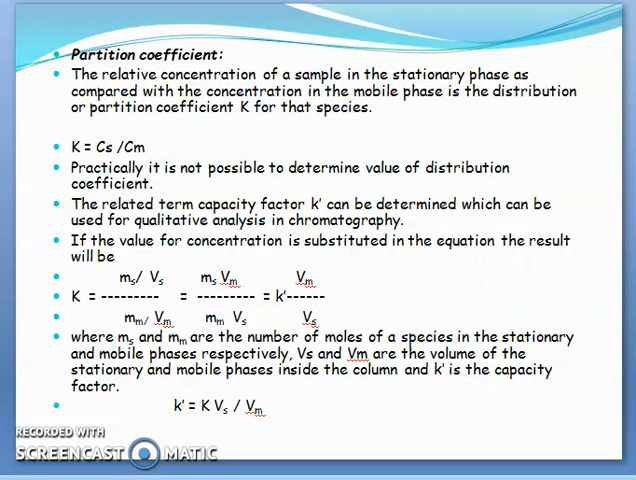 Partition coefficient:
The relative concentration of a sample in the stationary phase as
compared with the concentration in the mobile phase is the distribution
or partition coefficient K for that species.
K = Cs /Cm
Practically it is not possible to determine value of distribution
coefficient.
The related term capacity factor k’ can be determined which can be
used for qualitative analysis in chromatography.
If the value for concentration is substituted in the equation the result
will be
ms/ Vs ms Vm Vm
K = --------- = --------- = k’------
mm/ Vm mm Vs Vs
where ms and mm are the number of moles of a species in the stationary
and mobile phases respectively, Vs and Vm are the volume of the
stationary and mobile phases inside the column and k’ is the capacity
factor.
k’ = K Vs / Vm
RECORDED WITH
SCREENCAST MATIC